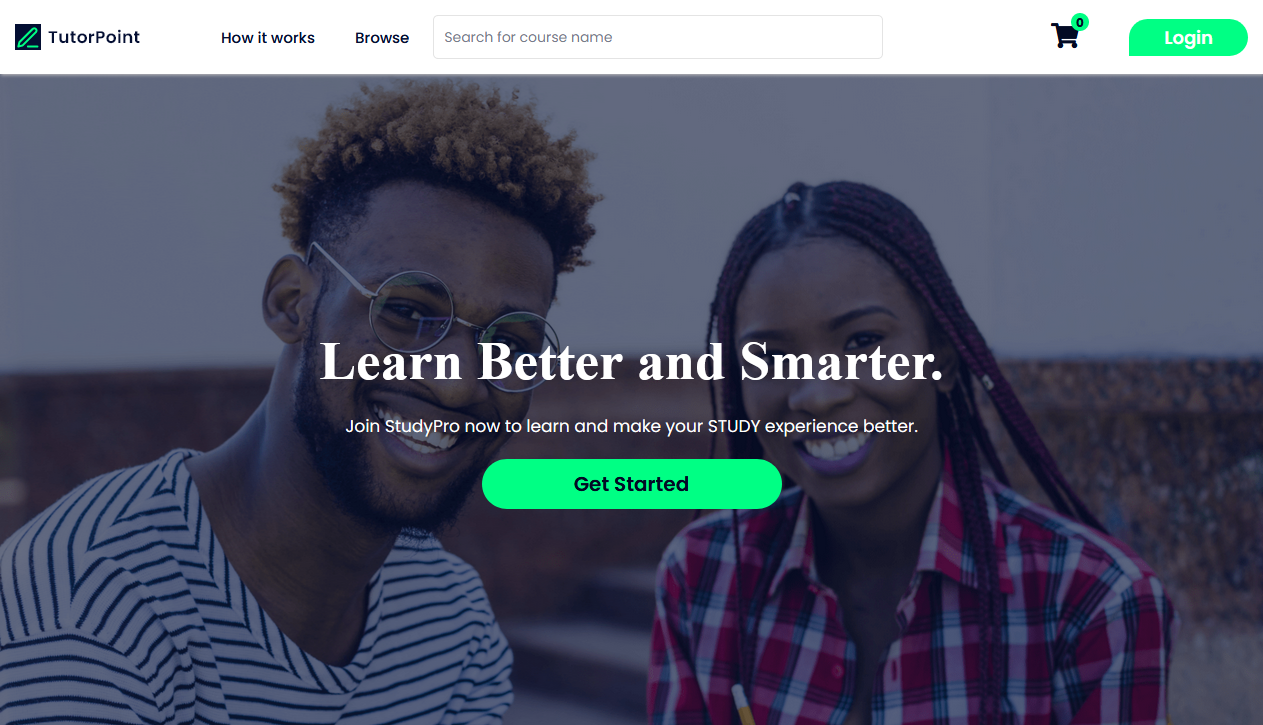 TutorPoint
How it works
Browse
Search for course name
0
Login
Learn Better and Smarter.
Join StudyPro now to learn and make your STUDY experience better.
Get Started